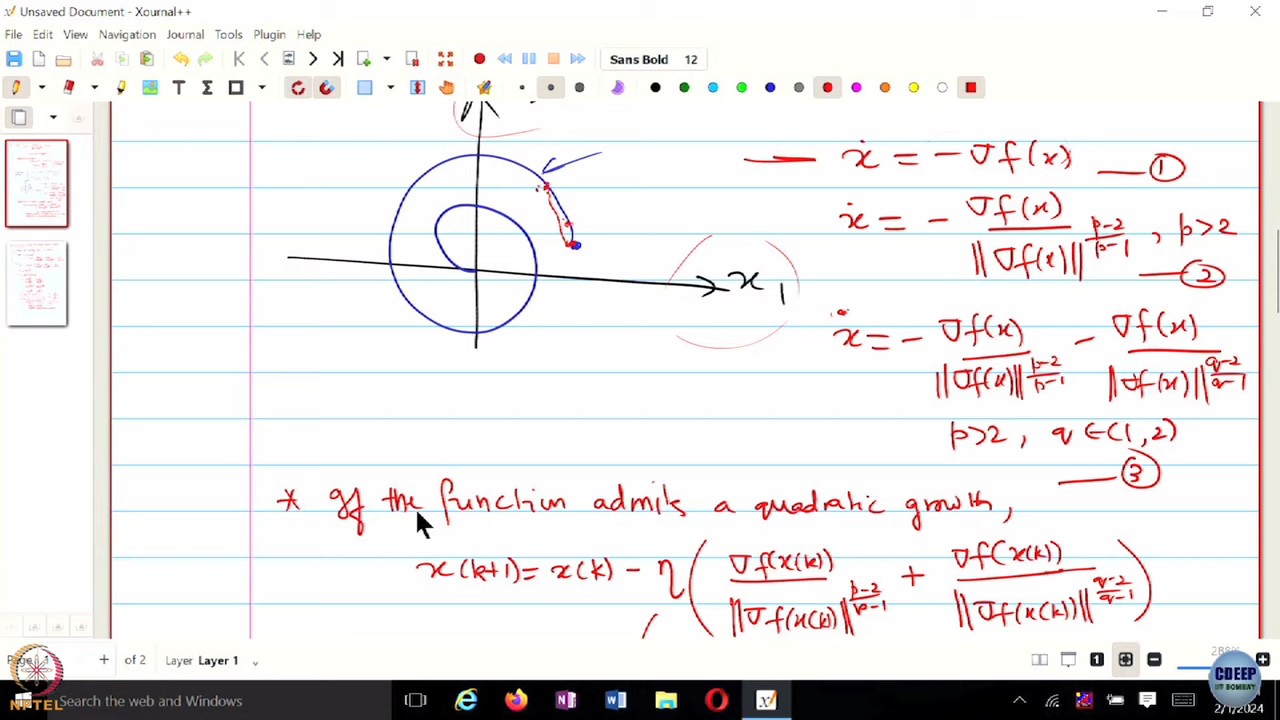 Unsaved Document - Xournal++
File Edit View Navigation Journal Tools Plugin Help
Sans Bold 12
x₁
ẋ = -∇f(x) — ①
ẋ = - ∇f(x) / ||∇f(x)||^{(p-2)/(p-1)}, p>2 — ②
ẋ = - ∇f(x) / ||∇f(x)||^{(p-2)/(p-1)} - ∇f(x) / ||∇f(x)||^{(q-2)/(q-1)}
p>2, q ∈ (1,2)
— ③
* If the function admits a quadratic growth,
x(k+1) = x(k) - η ( ∇f(x(k)) / ||∇f(x(k))||^{(p-2)/(p-1)} + ∇f(x(k)) / ||∇f(x(k))||^{(q-2)/(q-1)} )
Page 1 of 2 Layer Layer 1
288%
NPTEL
Search the web and Windows
CDEEP
IIT BOMBAY
2/1/2024